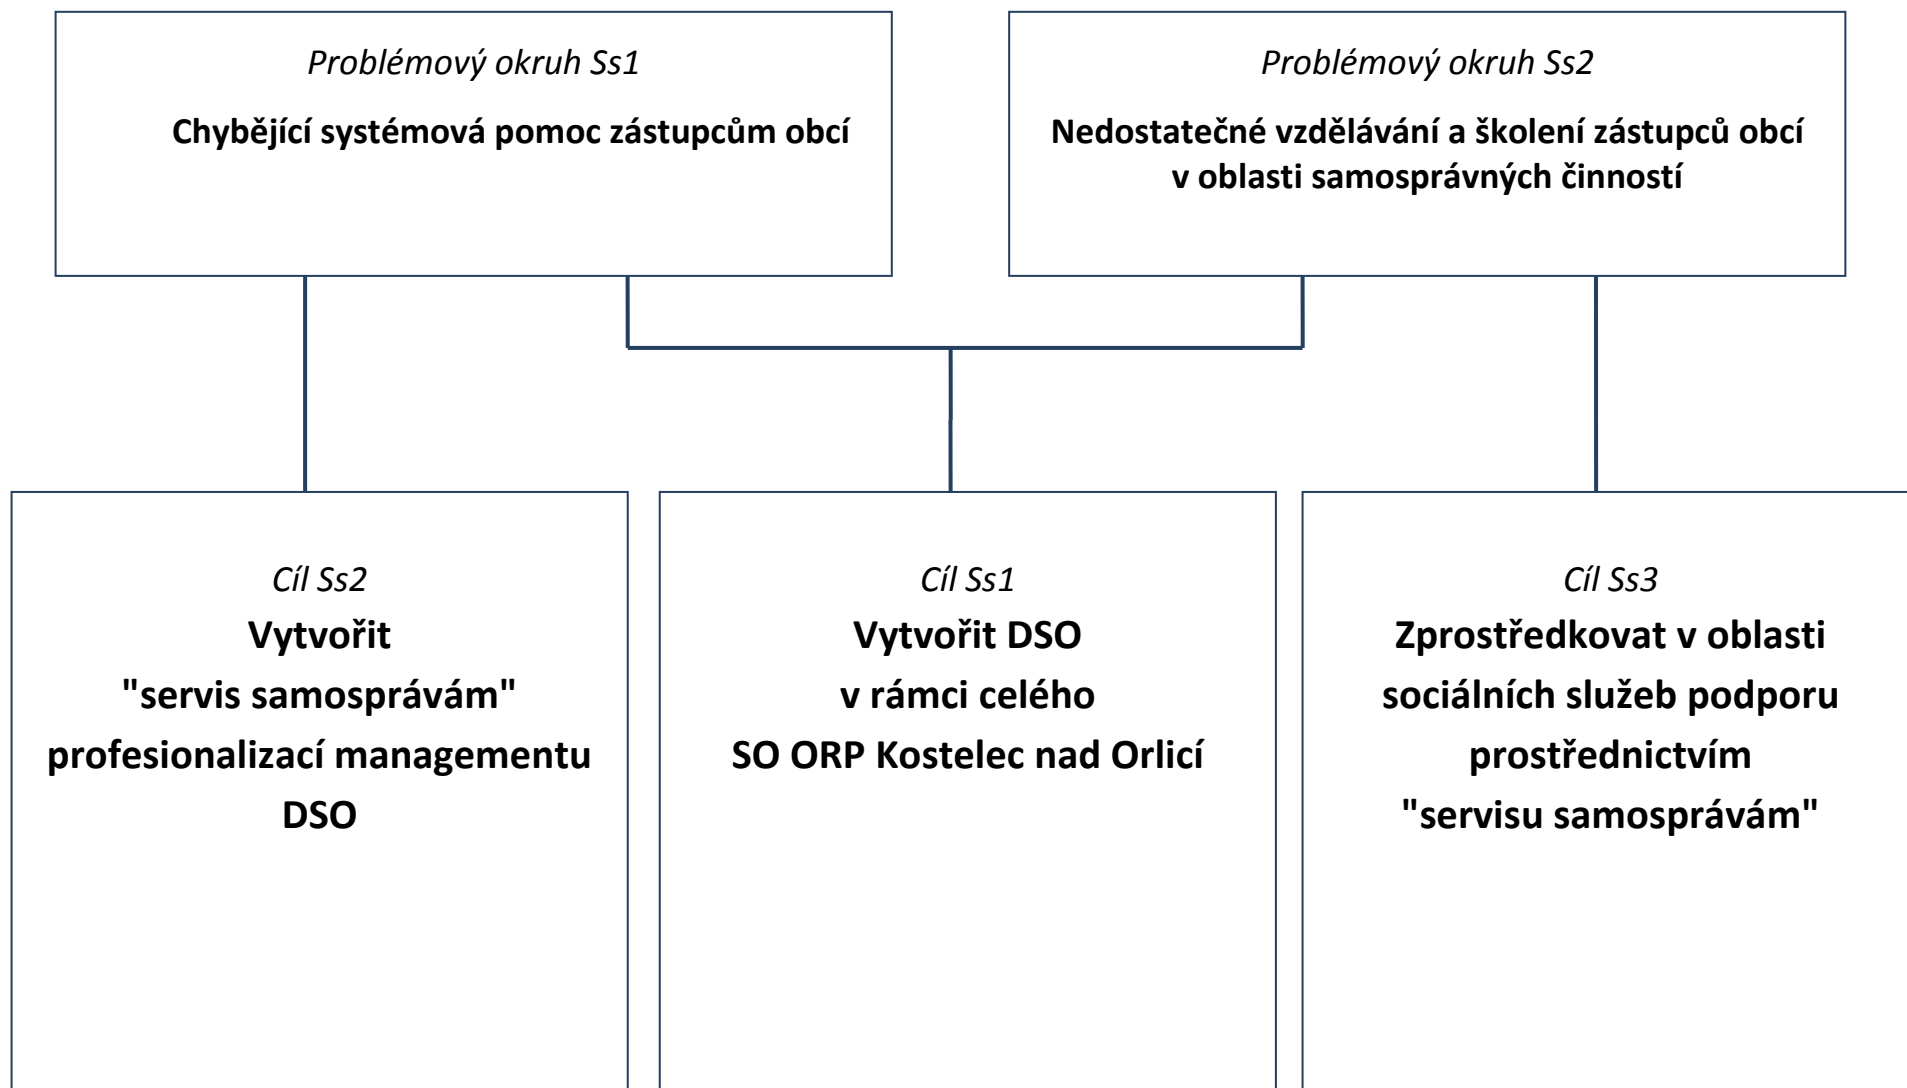 Problémový okruh Ss1
Chybějící systémová pomoc zástupcům obcí
Problémový okruh Ss2
Nedostatečné vzdělávání a školení zástupců obcí
v oblasti samosprávných činností
Cíl Ss2
Vytvořit
"servis samosprávám"
profesionalizací managementu
DSO
Cíl Ss1
Vytvořit DSO
v rámci celého
SO ORP Kostelec nad Orlicí
Cíl Ss3
Zprostředkovat v oblasti
sociálních služeb podporu
prostřednictvím
"servisu samosprávám"